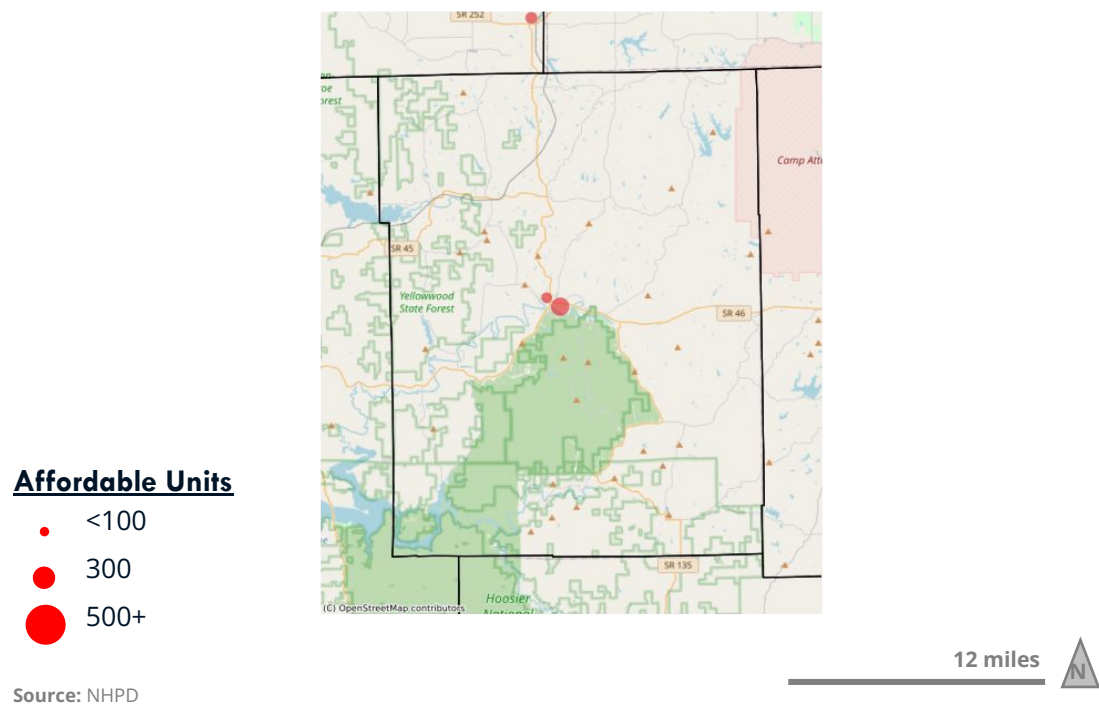 SR 252
Camp Att
SR 45
Yellowwood
State Forest
SR 46
Affordable Units
<100
300
500+
SR 135
Hoosier
National
(C) OpenStreetMap contributors
12 miles
N
Source: NHPD